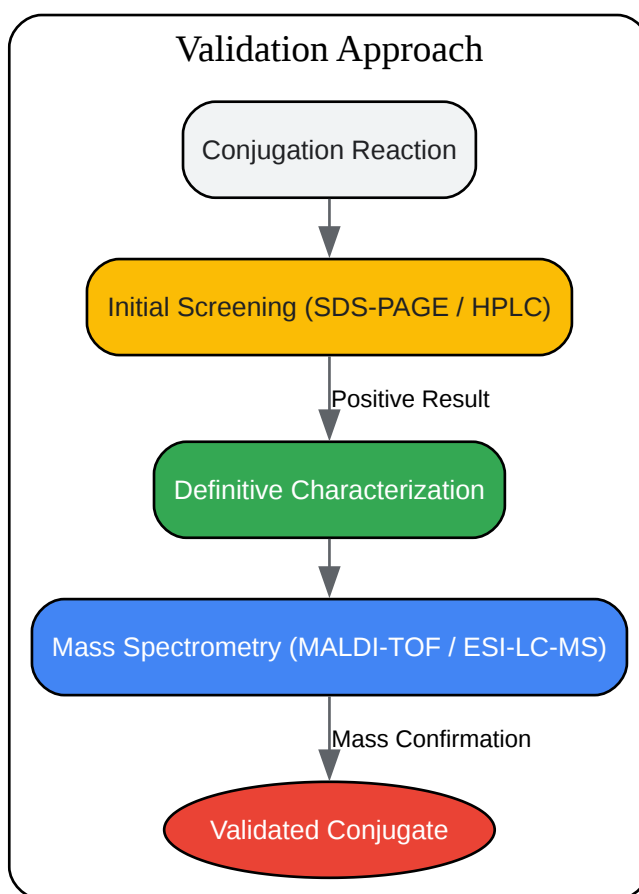 Validation Approach
Conjugation Reaction
Initial Screening (SDS-PAGE / HPLC)
Positive Result
Definitive Characterization
Mass Spectrometry (MALDI-TOF / ESI-LC-MS)
Mass Confirmation
Validated Conjugate